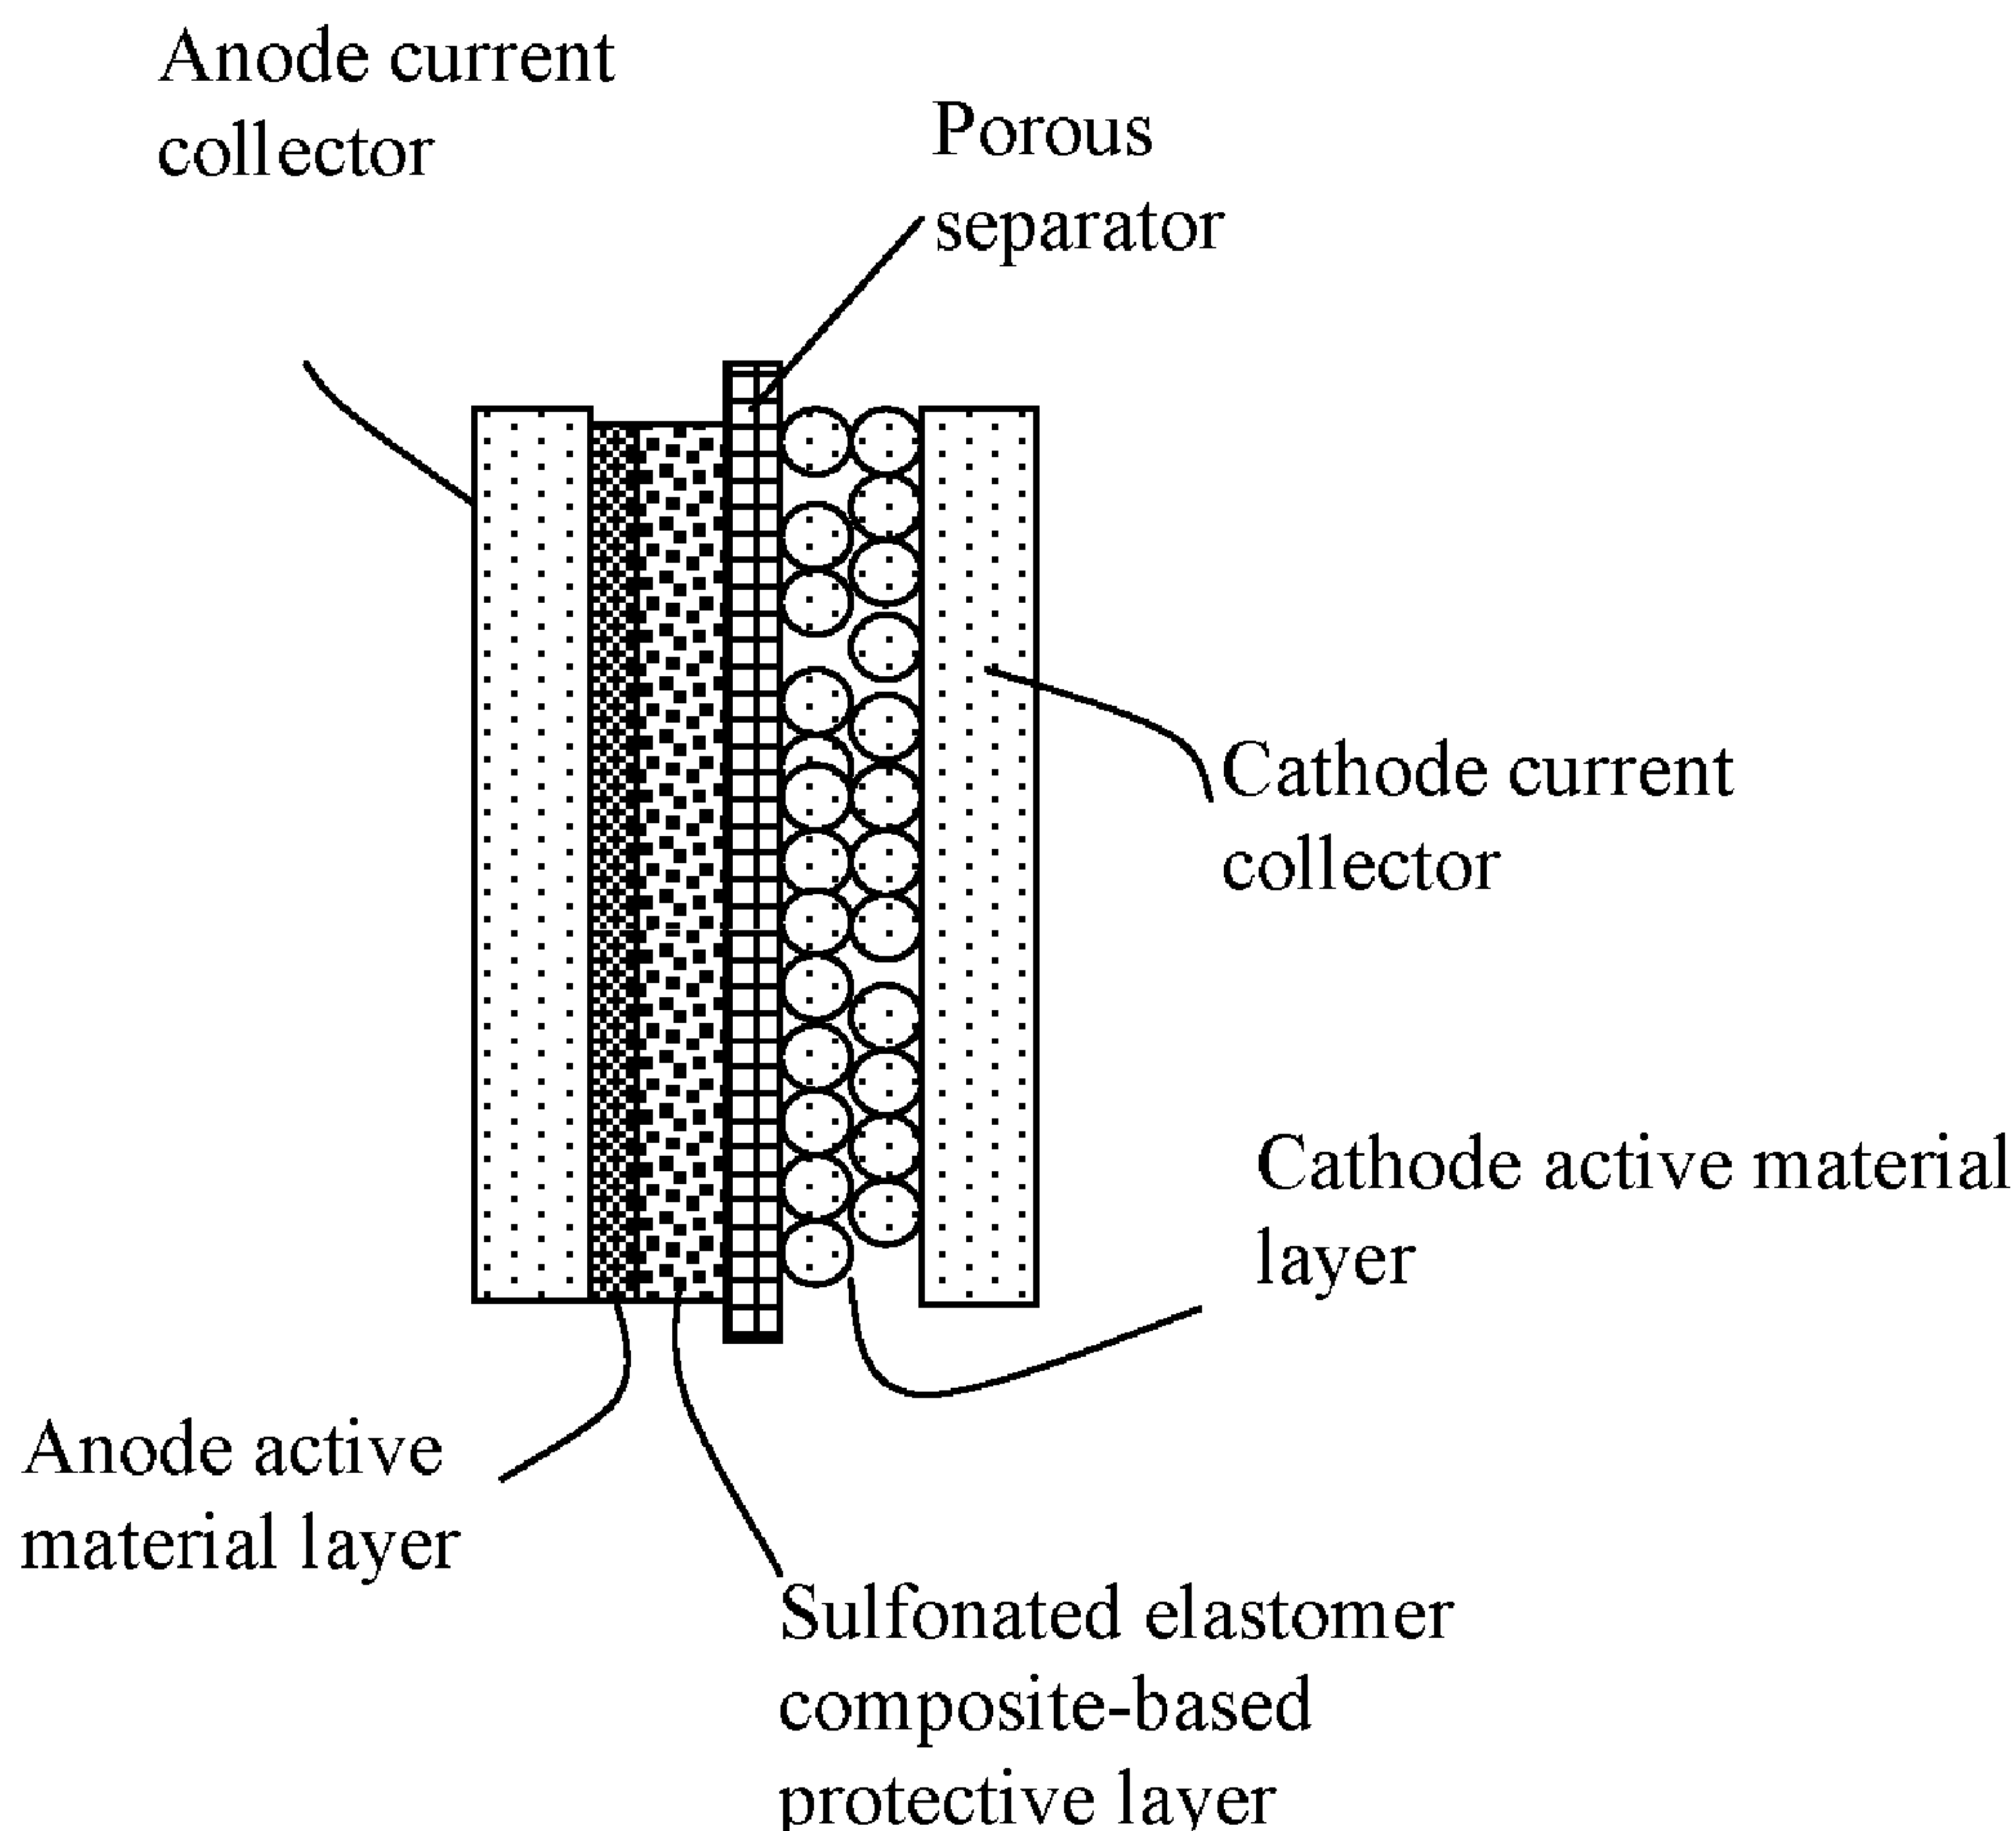 Anode current
collector
Porous
separator
Cathode current
collector
Cathode active material
layer
Anode active
material layer
Sulfonated elastomer
composite-based
protective layer